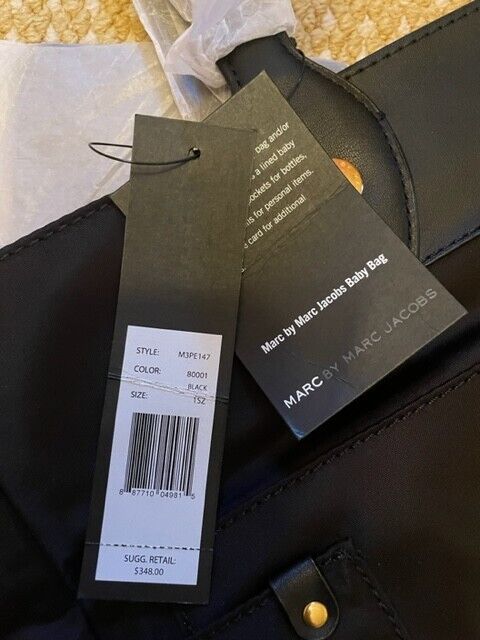 bag and/or
a lined baby
ockets for bottles,
is for personal items.
card for additional
Marc by Marc Jacobs Baby Bag
MARC BY MARC JACOBS
STYLE: M3PE147
COLOR: 80001
BLACK
SIZE: 1SZ
8 87710 04981 5
SUGG. RETAIL:
$348.00